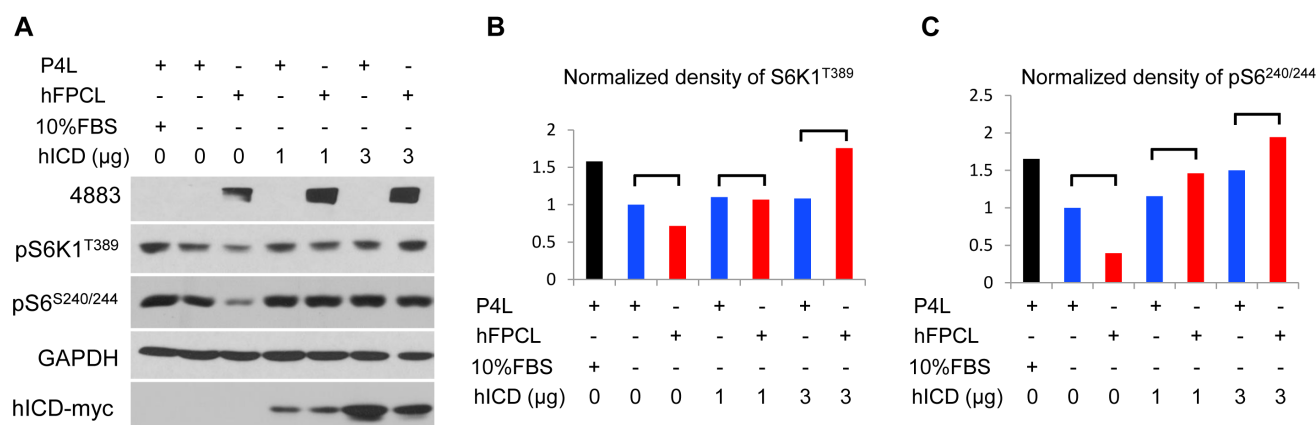 A
P4L + + - + - + -
hFPCL - - + - + - +
10%FBS + - - - - - -
hICD (µg) 0 0 0 1 1 3 3
4883
pS6K1T389
pS6S240/244
GAPDH
hICD-myc
B
Normalized density of S6K1T389
2
1.5
1
0.5
0
P4L + + - + - + -
hFPCL - - + - + - +
10%FBS + - - - - - -
hICD (µg) 0 0 0 1 1 3 3
C
Normalized density of pS6240/244
2.5
2
1.5
1
0.5
0
P4L + + - + - + -
hFPCL - - + - + - +
10%FBS + - - - - - -
hICD (µg) 0 0 0 1 1 3 3